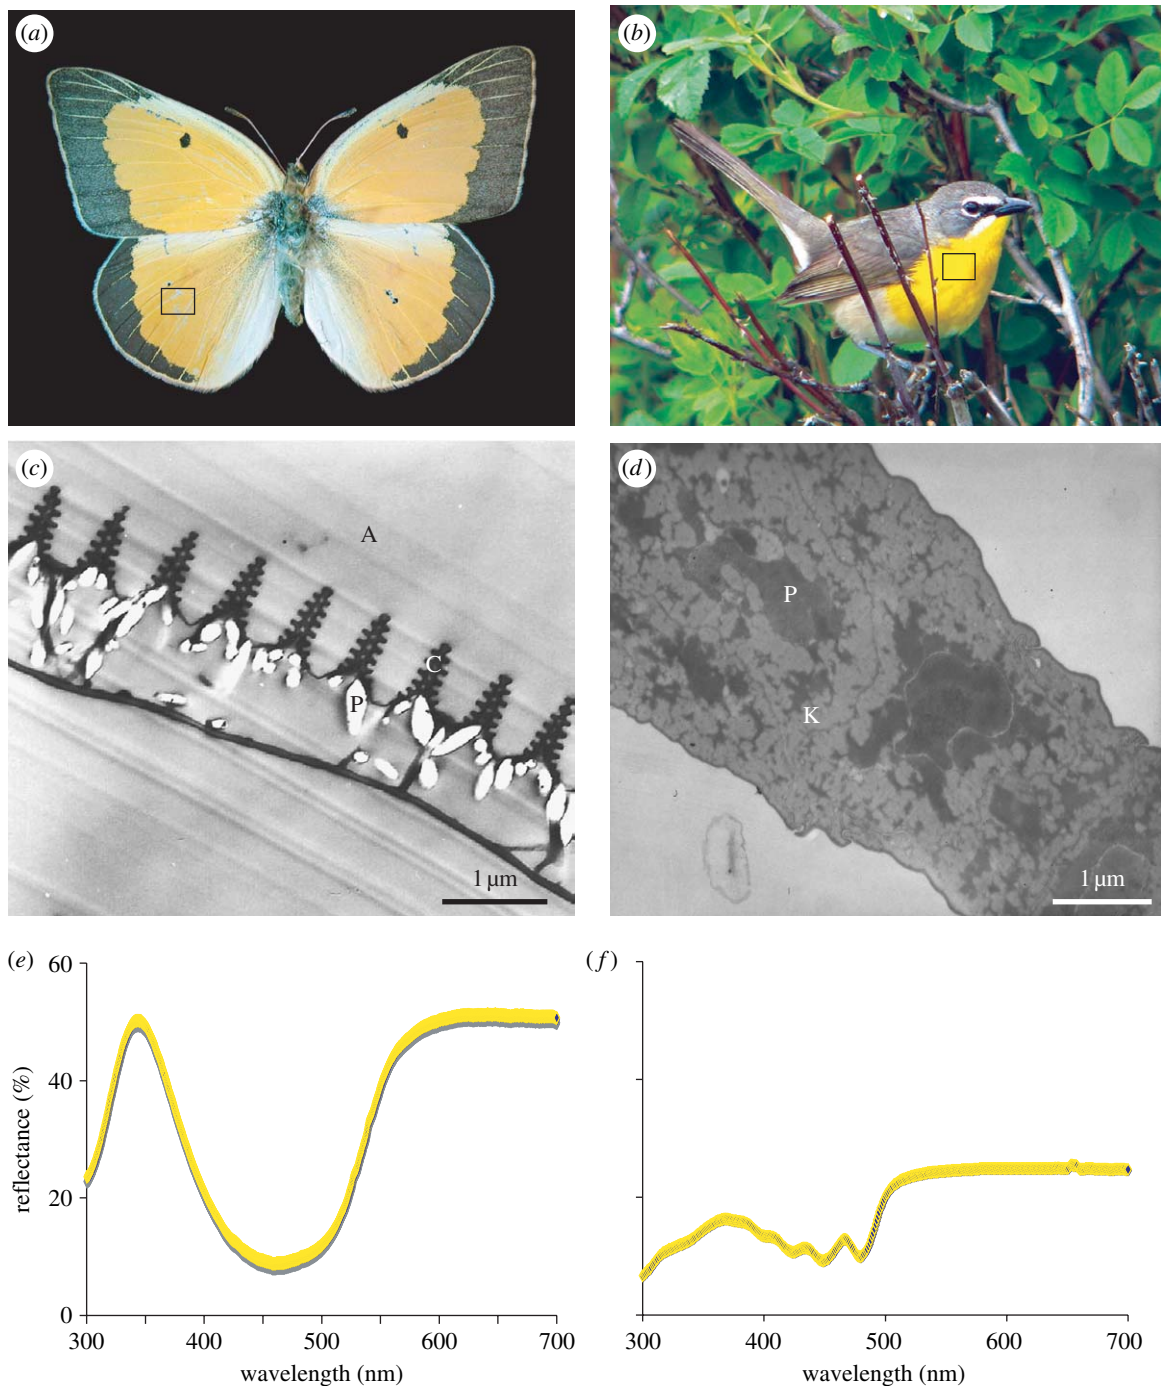 (a)
(b)
(c)
A
C
P
1 µm
(d)
P
K
1 µm
(e)
60
40
20
0
reflectance (%)
300 400 500 600 700
wavelength (nm)
(f)
300 400 500 600 700
wavelength (nm)